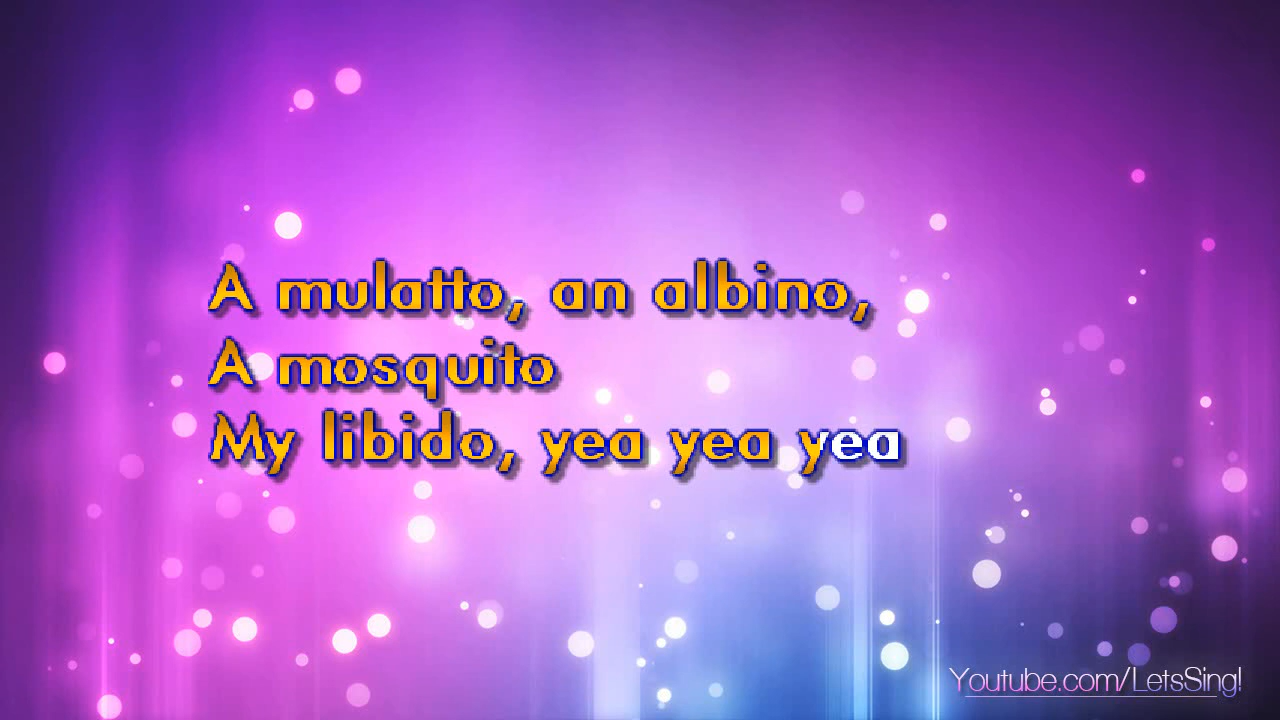 A mulatto, an albino,
A mosquito
My libido, yea yea yea
Youtube.com/LetsSing!